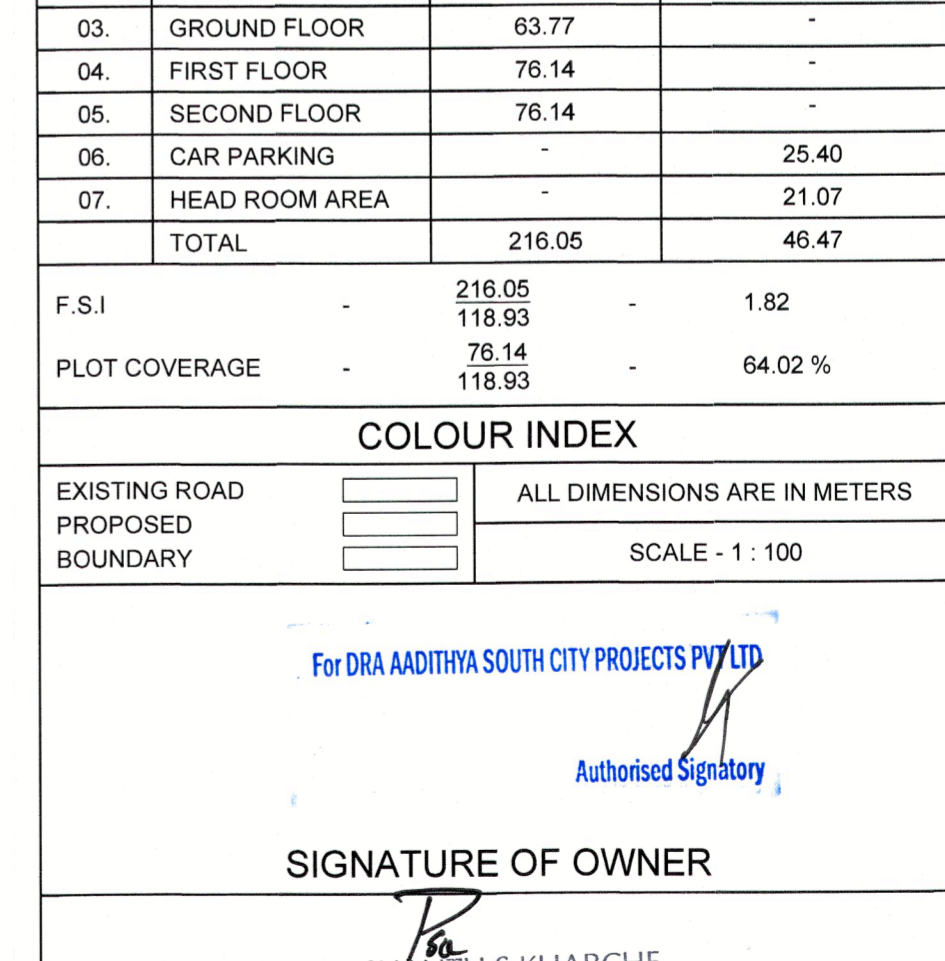 03. GROUND FLOOR 63.77 -
04. FIRST FLOOR 76.14 -
05. SECOND FLOOR 76.14 -
06. CAR PARKING - 25.40
07. HEAD ROOM AREA - 21.07
TOTAL 216.05 46.47
F.S.I - 216.05 - 1.82
118.93
PLOT COVERAGE - 76.14 - 64.02 %
118.93
COLOUR INDEX
EXISTING ROAD
PROPOSED
BOUNDARY
ALL DIMENSIONS ARE IN METERS
SCALE - 1 : 100
For DRA AADITHYA SOUTH CITY PROJECTS PVT LTD
Authorised Signatory
SIGNATURE OF OWNER